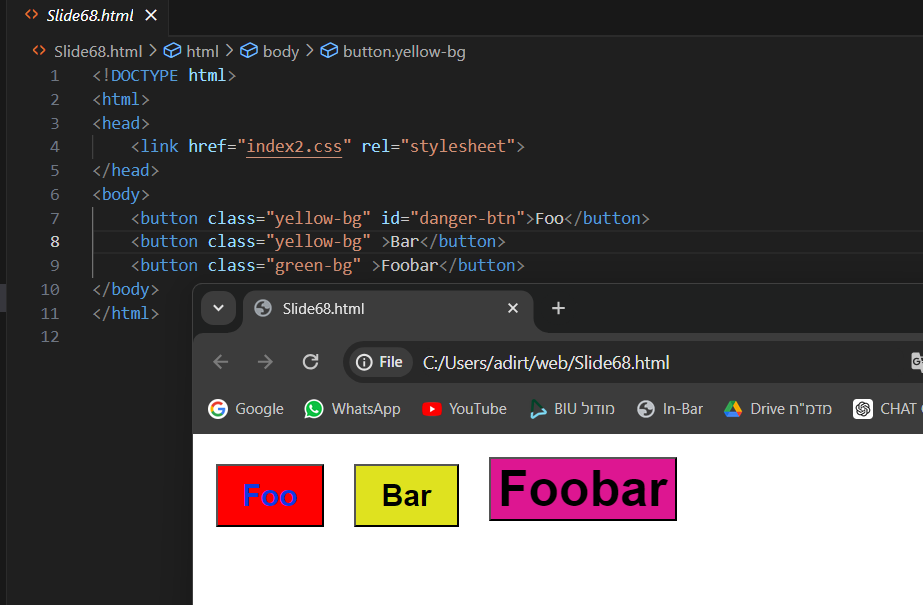 Slide68.html
Slide68.html > html > body > button.yellow-bg
1 <!DOCTYPE html>
2 <html>
3 <head>
4 <link href="index2.css" rel="stylesheet">
5 </head>
6 <body>
7 <button class="yellow-bg" id="danger-btn">Foo</button>
8 <button class="yellow-bg" >Bar</button>
9 <button class="green-bg" >Foobar</button>
10 </body>
11 </html>
12
Slide68.html
File C:/Users/adirt/web/Slide68.html
Google WhatsApp YouTube מודול BIU In-Bar Drive מדמ"ח CHAT
Foo Bar Foobar